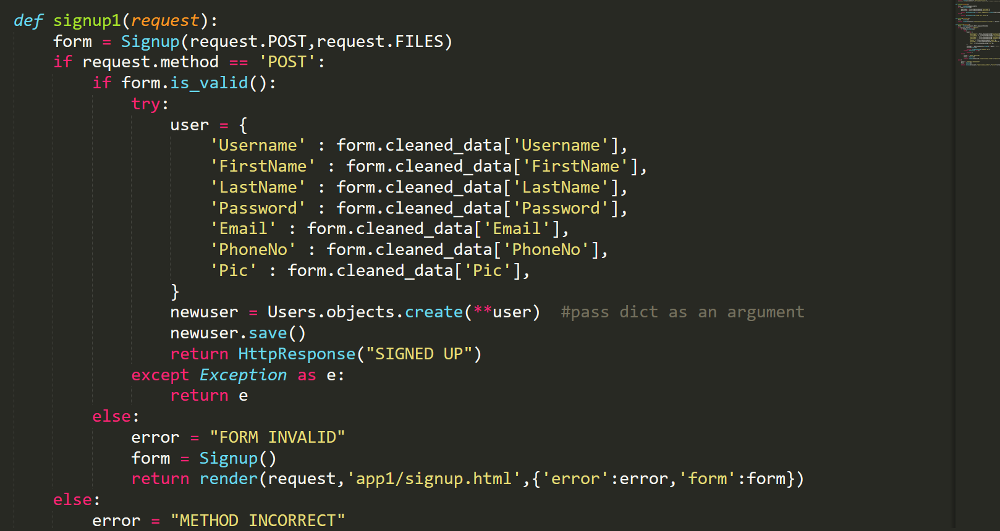 def signup1(request):
    form = Signup(request.POST,request.FILES)
    if request.method == 'POST':
        if form.is_valid():
            try:
                user = {
                    'Username' : form.cleaned_data['Username'],
                    'FirstName' : form.cleaned_data['FirstName'],
                    'LastName' : form.cleaned_data['LastName'],
                    'Password' : form.cleaned_data['Password'],
                    'Email' : form.cleaned_data['Email'],
                    'PhoneNo' : form.cleaned_data['PhoneNo'],
                    'Pic' : form.cleaned_data['Pic'],
                }
                newuser = Users.objects.create(**user)  #pass dict as an argument
                newuser.save()
                return HttpResponse("SIGNED UP")
            except Exception as e:
                return e
        else:
            error = "FORM INVALID"
            form = Signup()
            return render(request,'app1/signup.html',{'error':error,'form':form})
    else:
        error = "METHOD INCORRECT"